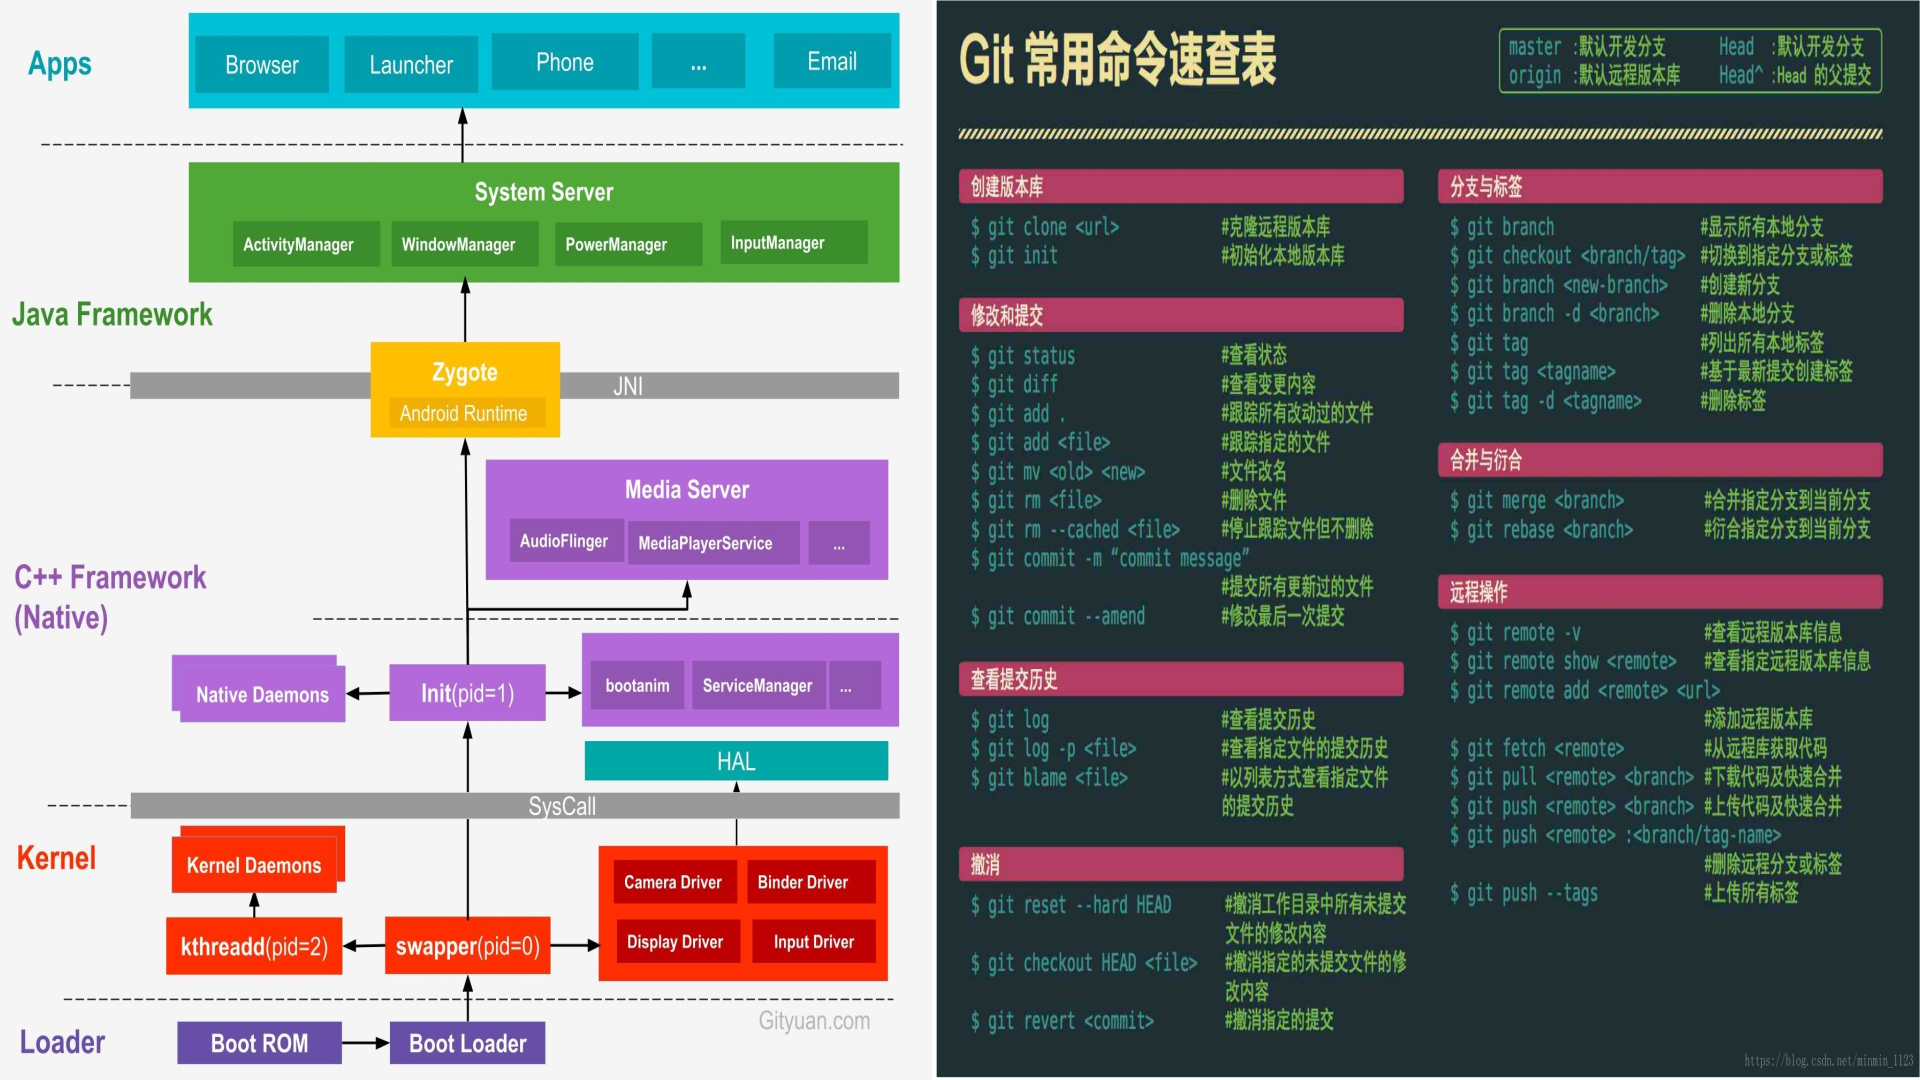 Apps
Browser
Launcher
Phone
...
Email
System Server
ActivityManager
WindowManager
PowerManager
InputManager
Java Framework
Zygote
Android Runtime
JNI
Media Server
AudioFlinger
MediaPlayerService
...
C++ Framework
(Native)
Native Daemons
Init(pid=1)
bootanim
ServiceManager
...
HAL
SysCall
Kernel
Kernel Daemons
Camera Driver
Binder Driver
kthreadd(pid=2)
swapper(pid=0)
Display Driver
Input Driver
Gityuan.com
Loader
Boot ROM
Boot Loader
Git 常用命令速查表
master :默认开发分支 Head :默认开发分支
origin :默认远程版本库 Head^ :Head 的父提交
创建版本库
$ git clone <url> #克隆远程版本库
$ git init #初始化本地版本库
修改和提交
$ git status #查看状态
$ git diff #查看变更内容
$ git add . #跟踪所有改动过的文件
$ git add <file> #跟踪指定的文件
$ git mv <old> <new> #文件改名
$ git rm <file> #删除文件
$ git rm --cached <file> #停止跟踪文件但不删除
$ git commit -m “commit message”
#提交所有更新过的文件
$ git commit --amend #修改最后一次提交
查看提交历史
$ git log #查看提交历史
$ git log -p <file> #查看指定文件的提交历史
$ git blame <file> #以列表方式查看指定文件
的提交历史
撤消
$ git reset --hard HEAD #撤消工作目录中所有未提交
文件的修改内容
$ git checkout HEAD <file> #撤消指定的未提交文件的修
改内容
$ git revert <commit> #撤消指定的提交
分支与标签
$ git branch #显示所有本地分支
$ git checkout <branch/tag> #切换到指定分支或标签
$ git branch <new-branch> #创建新分支
$ git branch -d <branch> #删除本地分支
$ git tag #列出所有本地标签
$ git tag <tagname> #基于最新提交创建标签
$ git tag -d <tagname> #删除标签
合并与衍合
$ git merge <branch> #合并指定分支到当前分支
$ git rebase <branch> #衍合指定分支到当前分支
远程操作
$ git remote -v #查看远程版本库信息
$ git remote show <remote> #查看指定远程版本库信息
$ git remote add <remote> <url>
#添加远程版本库
$ git fetch <remote> #从远程库获取代码
$ git pull <remote> <branch> #下载代码及快速合并
$ git push <remote> <branch> #上传代码及快速合并
$ git push <remote> :<branch/tag-name>
#删除远程分支或标签
$ git push --tags #上传所有标签
https://blog.csdn.net/minmin_1123